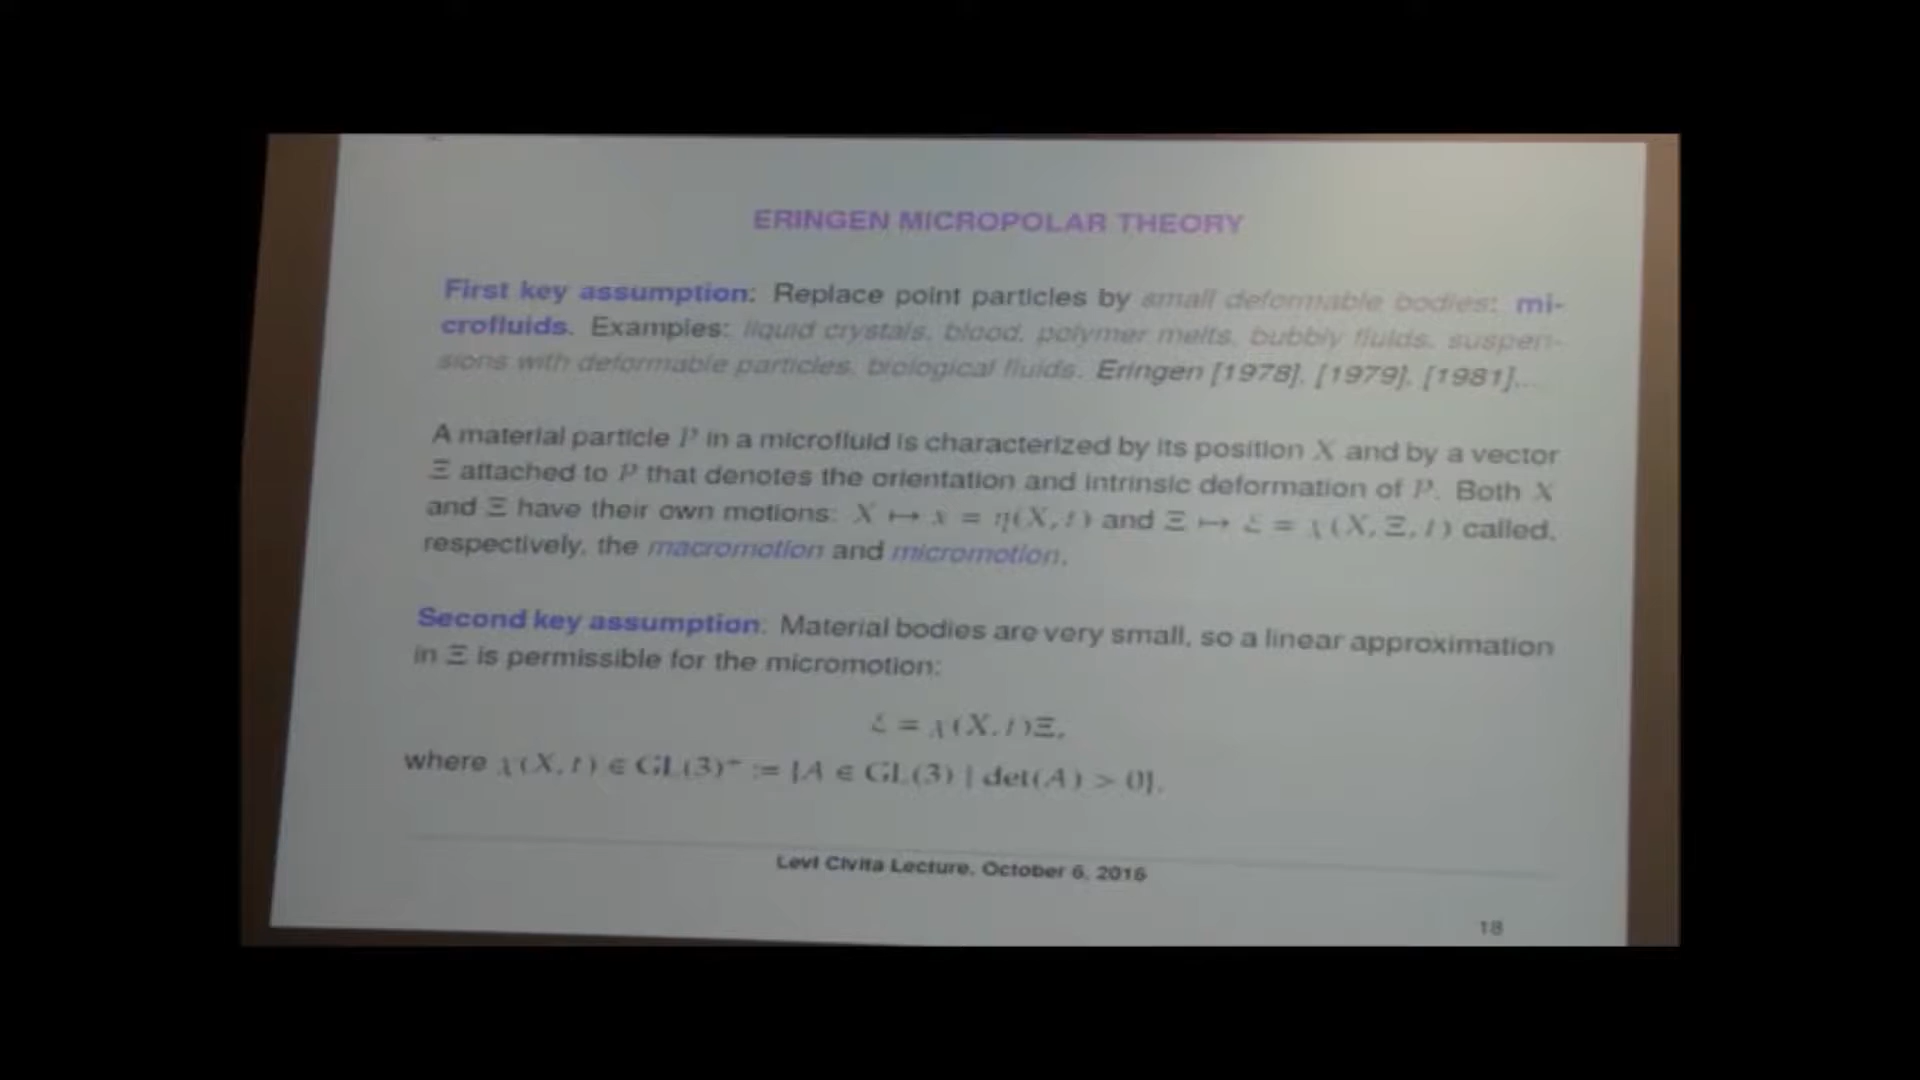 ERINGEN MICROPOLAR THEORY
First key assumption: Replace point particles by small deformable bodies: mi-
crofluids. Examples: liquid crystals, blood, polymer melts, bubbly fluids, suspen-
sions with deformable particles, biological fluids. Eringen [1978], [1979], [1981],...
A material particle P in a microfluid is characterized by its position X and by a vector
Ξ attached to P that denotes the orientation and intrinsic deformation of P. Both X
and Ξ have their own motions: X ↦ x = η(X, t) and Ξ ↦ ξ = χ(X, Ξ, t) called,
respectively, the macromotion and micromotion.
Second key assumption: Material bodies are very small, so a linear approximation
in Ξ is permissible for the micromotion:
ξ = χ(X, t)Ξ,
where χ(X, t) ∈ GL(3)⁺ := {A ∈ GL(3) | det(A) > 0}.
Levi Civita Lecture, October 6, 2016
18